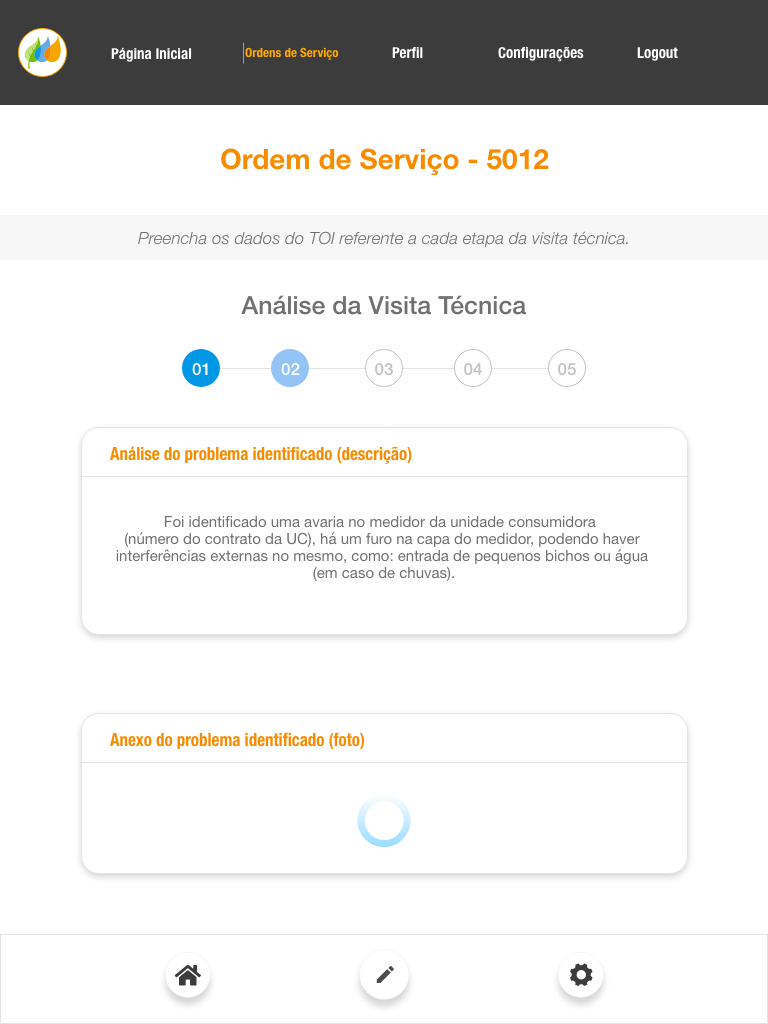 Página Inicial
Ordens de Serviço
Perfil
Configurações
Logout
Ordem de Serviço - 5012
Preencha os dados do TOI referente a cada etapa da visita técnica.
Análise da Visita Técnica
01
02
03
04
05
Análise do problema identificado (descrição)
Foi identificado uma avaria no medidor da unidade consumidora
(número do contrato da UC), há um furo na capa do medidor, podendo haver
interferências externas no mesmo, como: entrada de pequenos bichos ou água
(em caso de chuvas).
Anexo do problema identificado (foto)